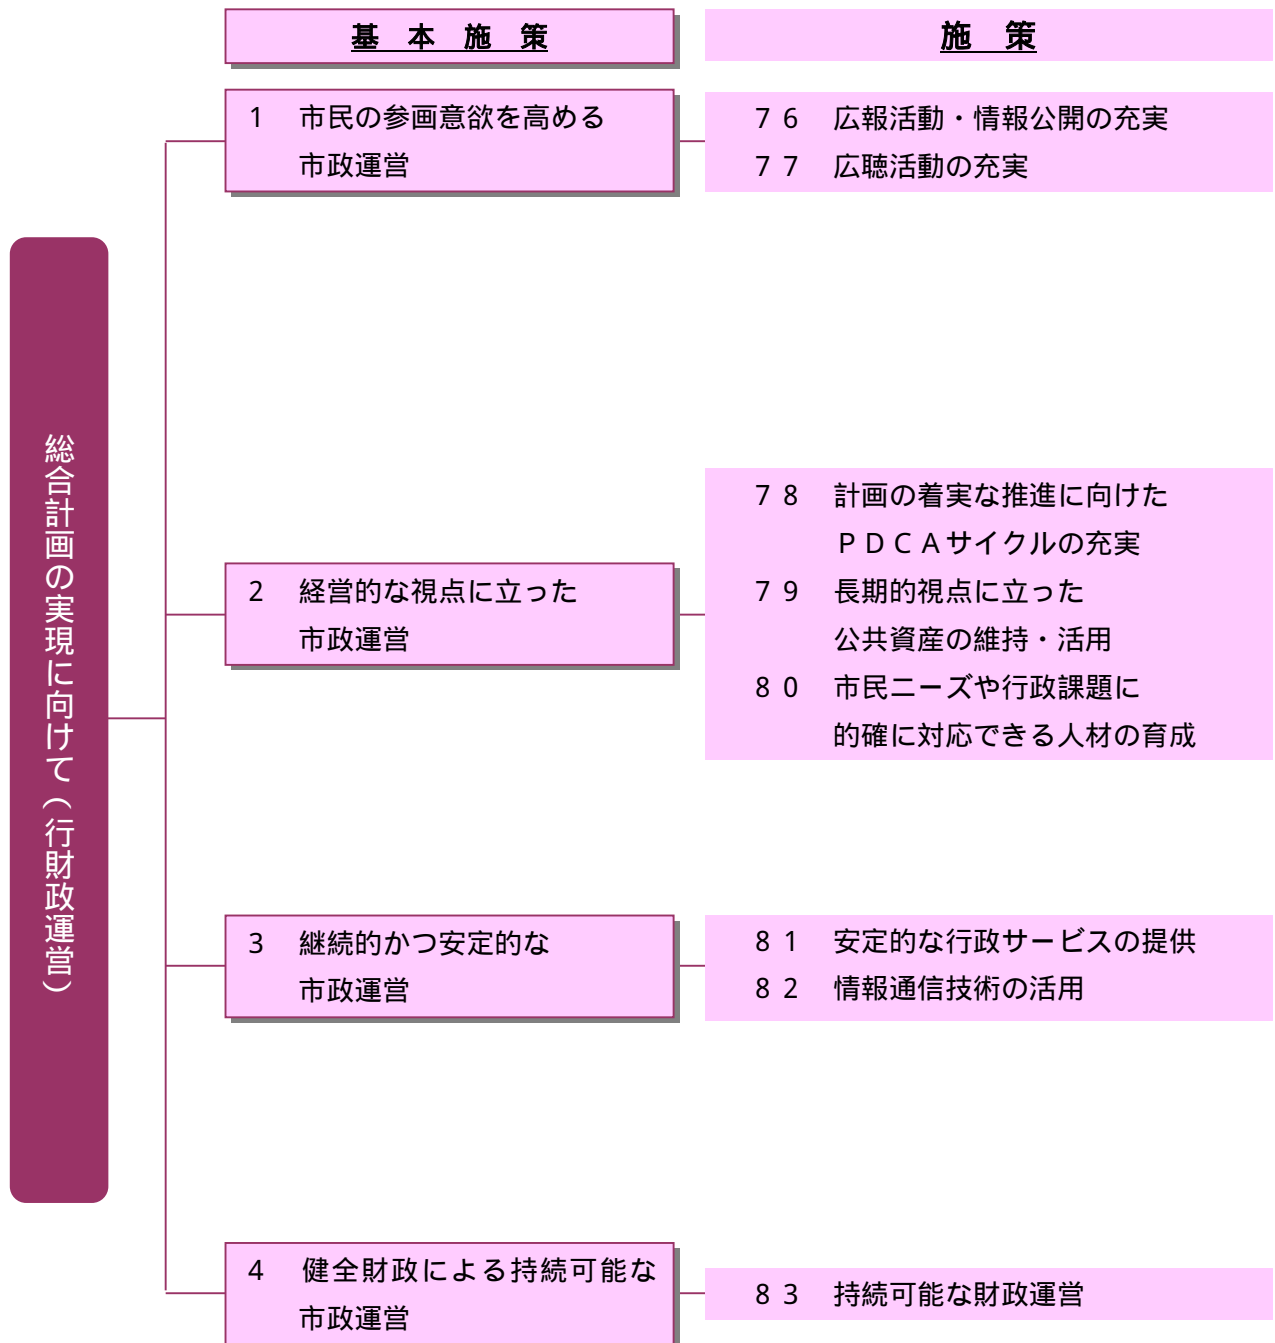 基本施策
施策
総合計画の実現に向けて（行財政運営）
1 市民の参画意欲を高める
市政運営
76 広報活動・情報公開の充実
77 広聴活動の充実
2 経営的な視点に立った
市政運営
78 計画の着実な推進に向けた
ＰＤＣＡサイクルの充実
79 長期的視点に立った
公共資産の維持・活用
80 市民ニーズや行政課題に
的確に対応できる人材の育成
3 継続的かつ安定的な
市政運営
81 安定的な行政サービスの提供
82 情報通信技術の活用
4 健全財政による持続可能な
市政運営
83 持続可能な財政運営